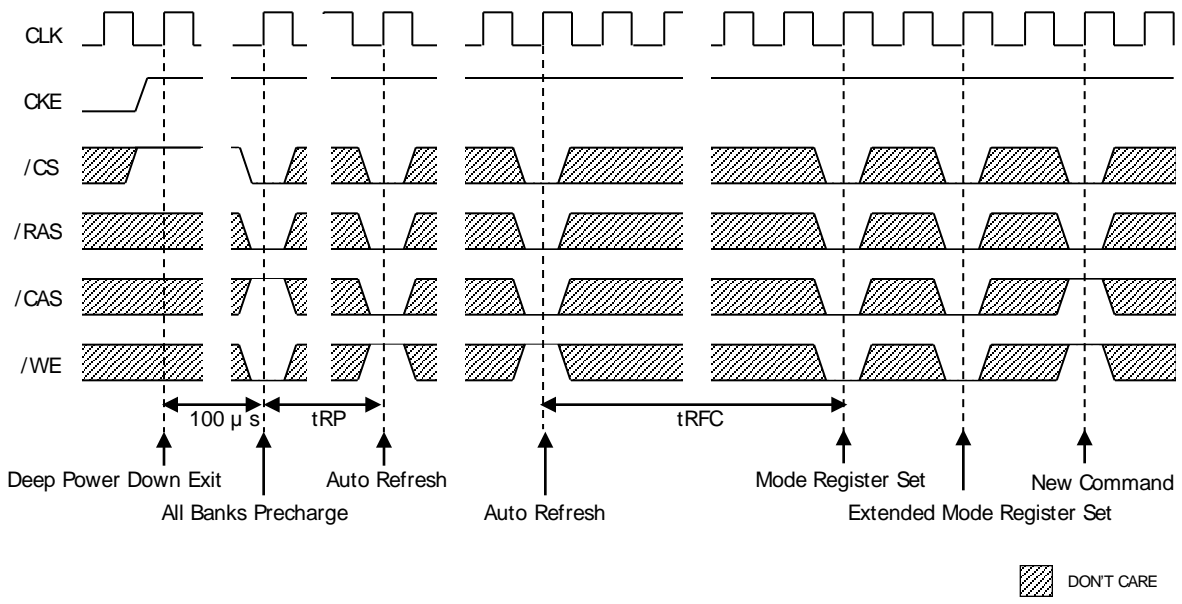 CLK
CKE
/CS
/RAS
/CAS
/WE
100 µ s
tRP
tRFC
Deep Power Down Exit
Auto Refresh
Mode Register Set
New Command
All Banks Precharge
Auto Refresh
Extended Mode Register Set
DON'T CARE